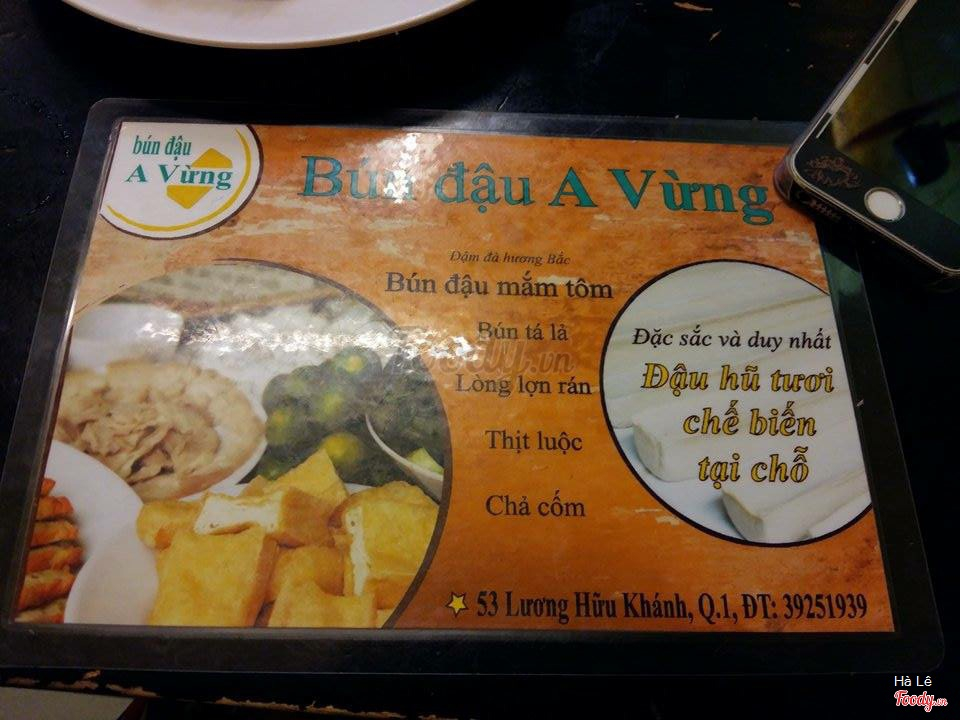 bún đậu
A Vừng
Bún đậu A Vừng
Đậm đà hương Bắc
Bún đậu mắm tôm
Bún tá lả
Lòng lợn rán
Thịt luộc
Chả cốm
Đặc sắc và duy nhất
Đậu hũ tươi
chế biến
tại chỗ
53 Lương Hữu Khánh, Q.1, ĐT: 39251939
Foody.vn
Hà Lê
Foody.vn